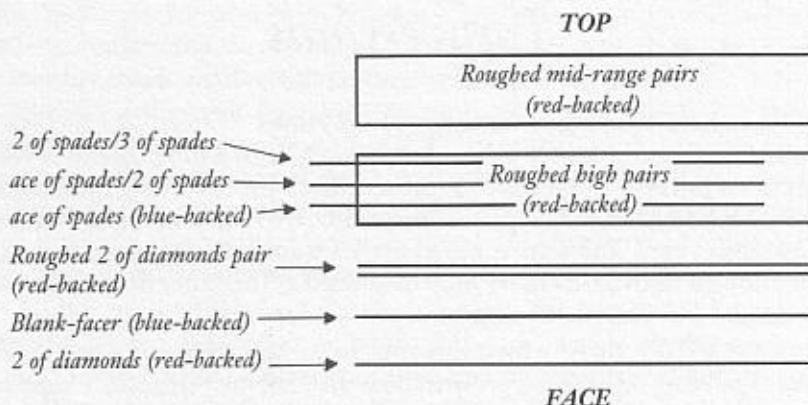 TOP
Roughed mid-range pairs
(red-backed)
2 of spades/3 of spades
ace of spades/2 of spades
Roughed high pairs
ace of spades (blue-backed)
(red-backed)
Roughed 2 of diamonds pair
(red-backed)
Blank-facer (blue-backed)
2 of diamonds (red-backed)
FACE